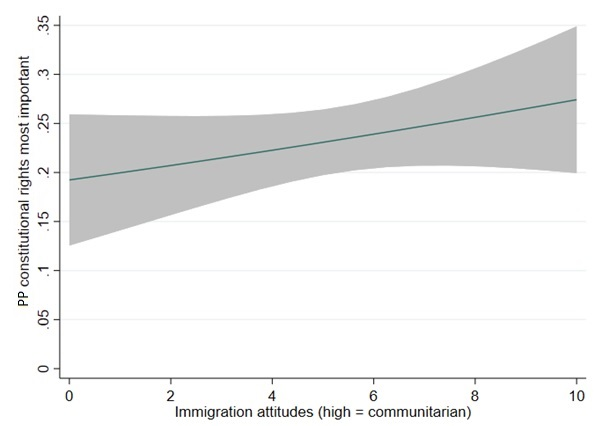 PP constitutional rights most important
.35
.3
.25
.2
.15
.1
.05
0
0 2 4 6 8 10
Immigration attitudes (high = communitarian)